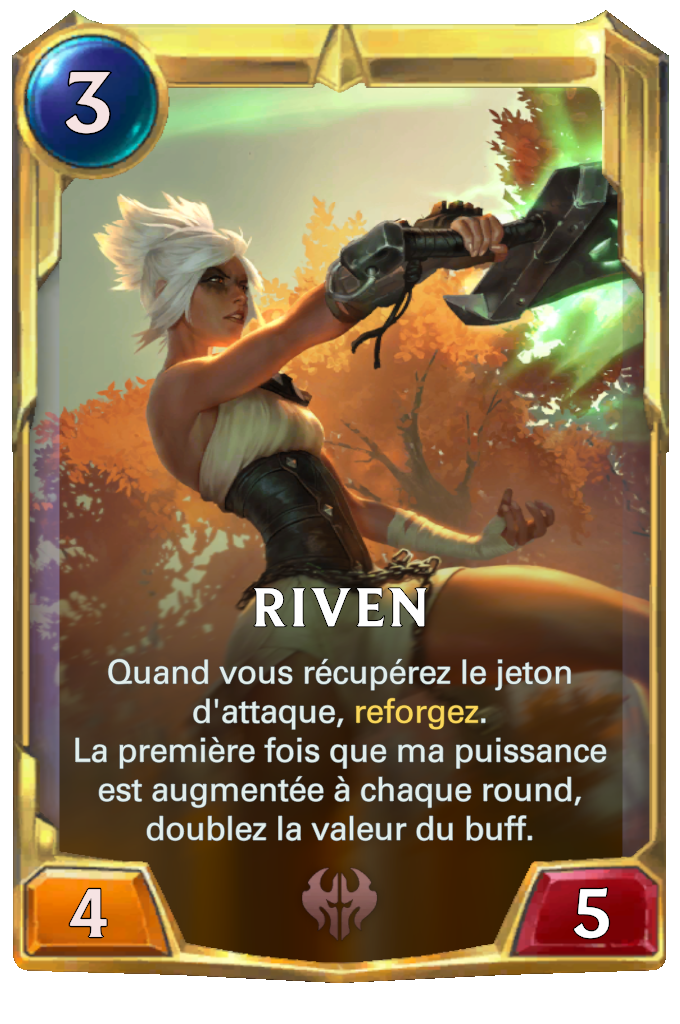 3
RIVEN
Quand vous récupérez le jeton
d'attaque, reforgez.
La première fois que ma puissance
est augmentée à chaque round,
doublez la valeur du buff.
4
5